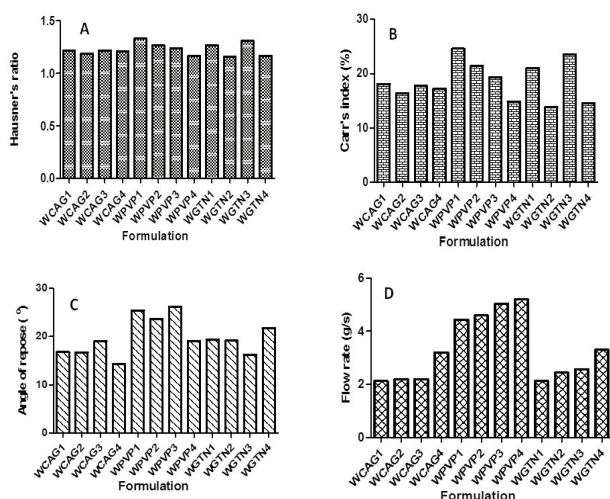 A
Hausner's ratio
1.5
1.0
0.5
0.0
WCAG1 WCAG2 WCAG3 WCAG4 WPVP1 WPVP2 WPVP3 WPVP4 WGTN1 WGTN2 WGTN3 WGTN4
Formulation
B
Carr's index (%)
30
20
10
0
WCAG1 WCAG2 WCAG3 WCAG4 WPVP1 WPVP2 WPVP3 WPVP4 WGTN1 WGTN2 WGTN3 WGTN4
Formulation
C
Angle of repose ( °)
30
20
10
0
WCAG1 WCAG2 WCAG3 WCAG4 WPVP1 WPVP2 WPVP3 WPVP4 WGTN1 WGTN2 WGTN3 WGTN4
Formulation
D
Flow rate (g/s)
6
4
2
0
WCAG1 WCAG2 WCAG3 WCAG4 WPVP1 WPVP2 WPVP3 WPVP4 WGTN1 WGTN2 WGTN3 WGTN4
Formulation